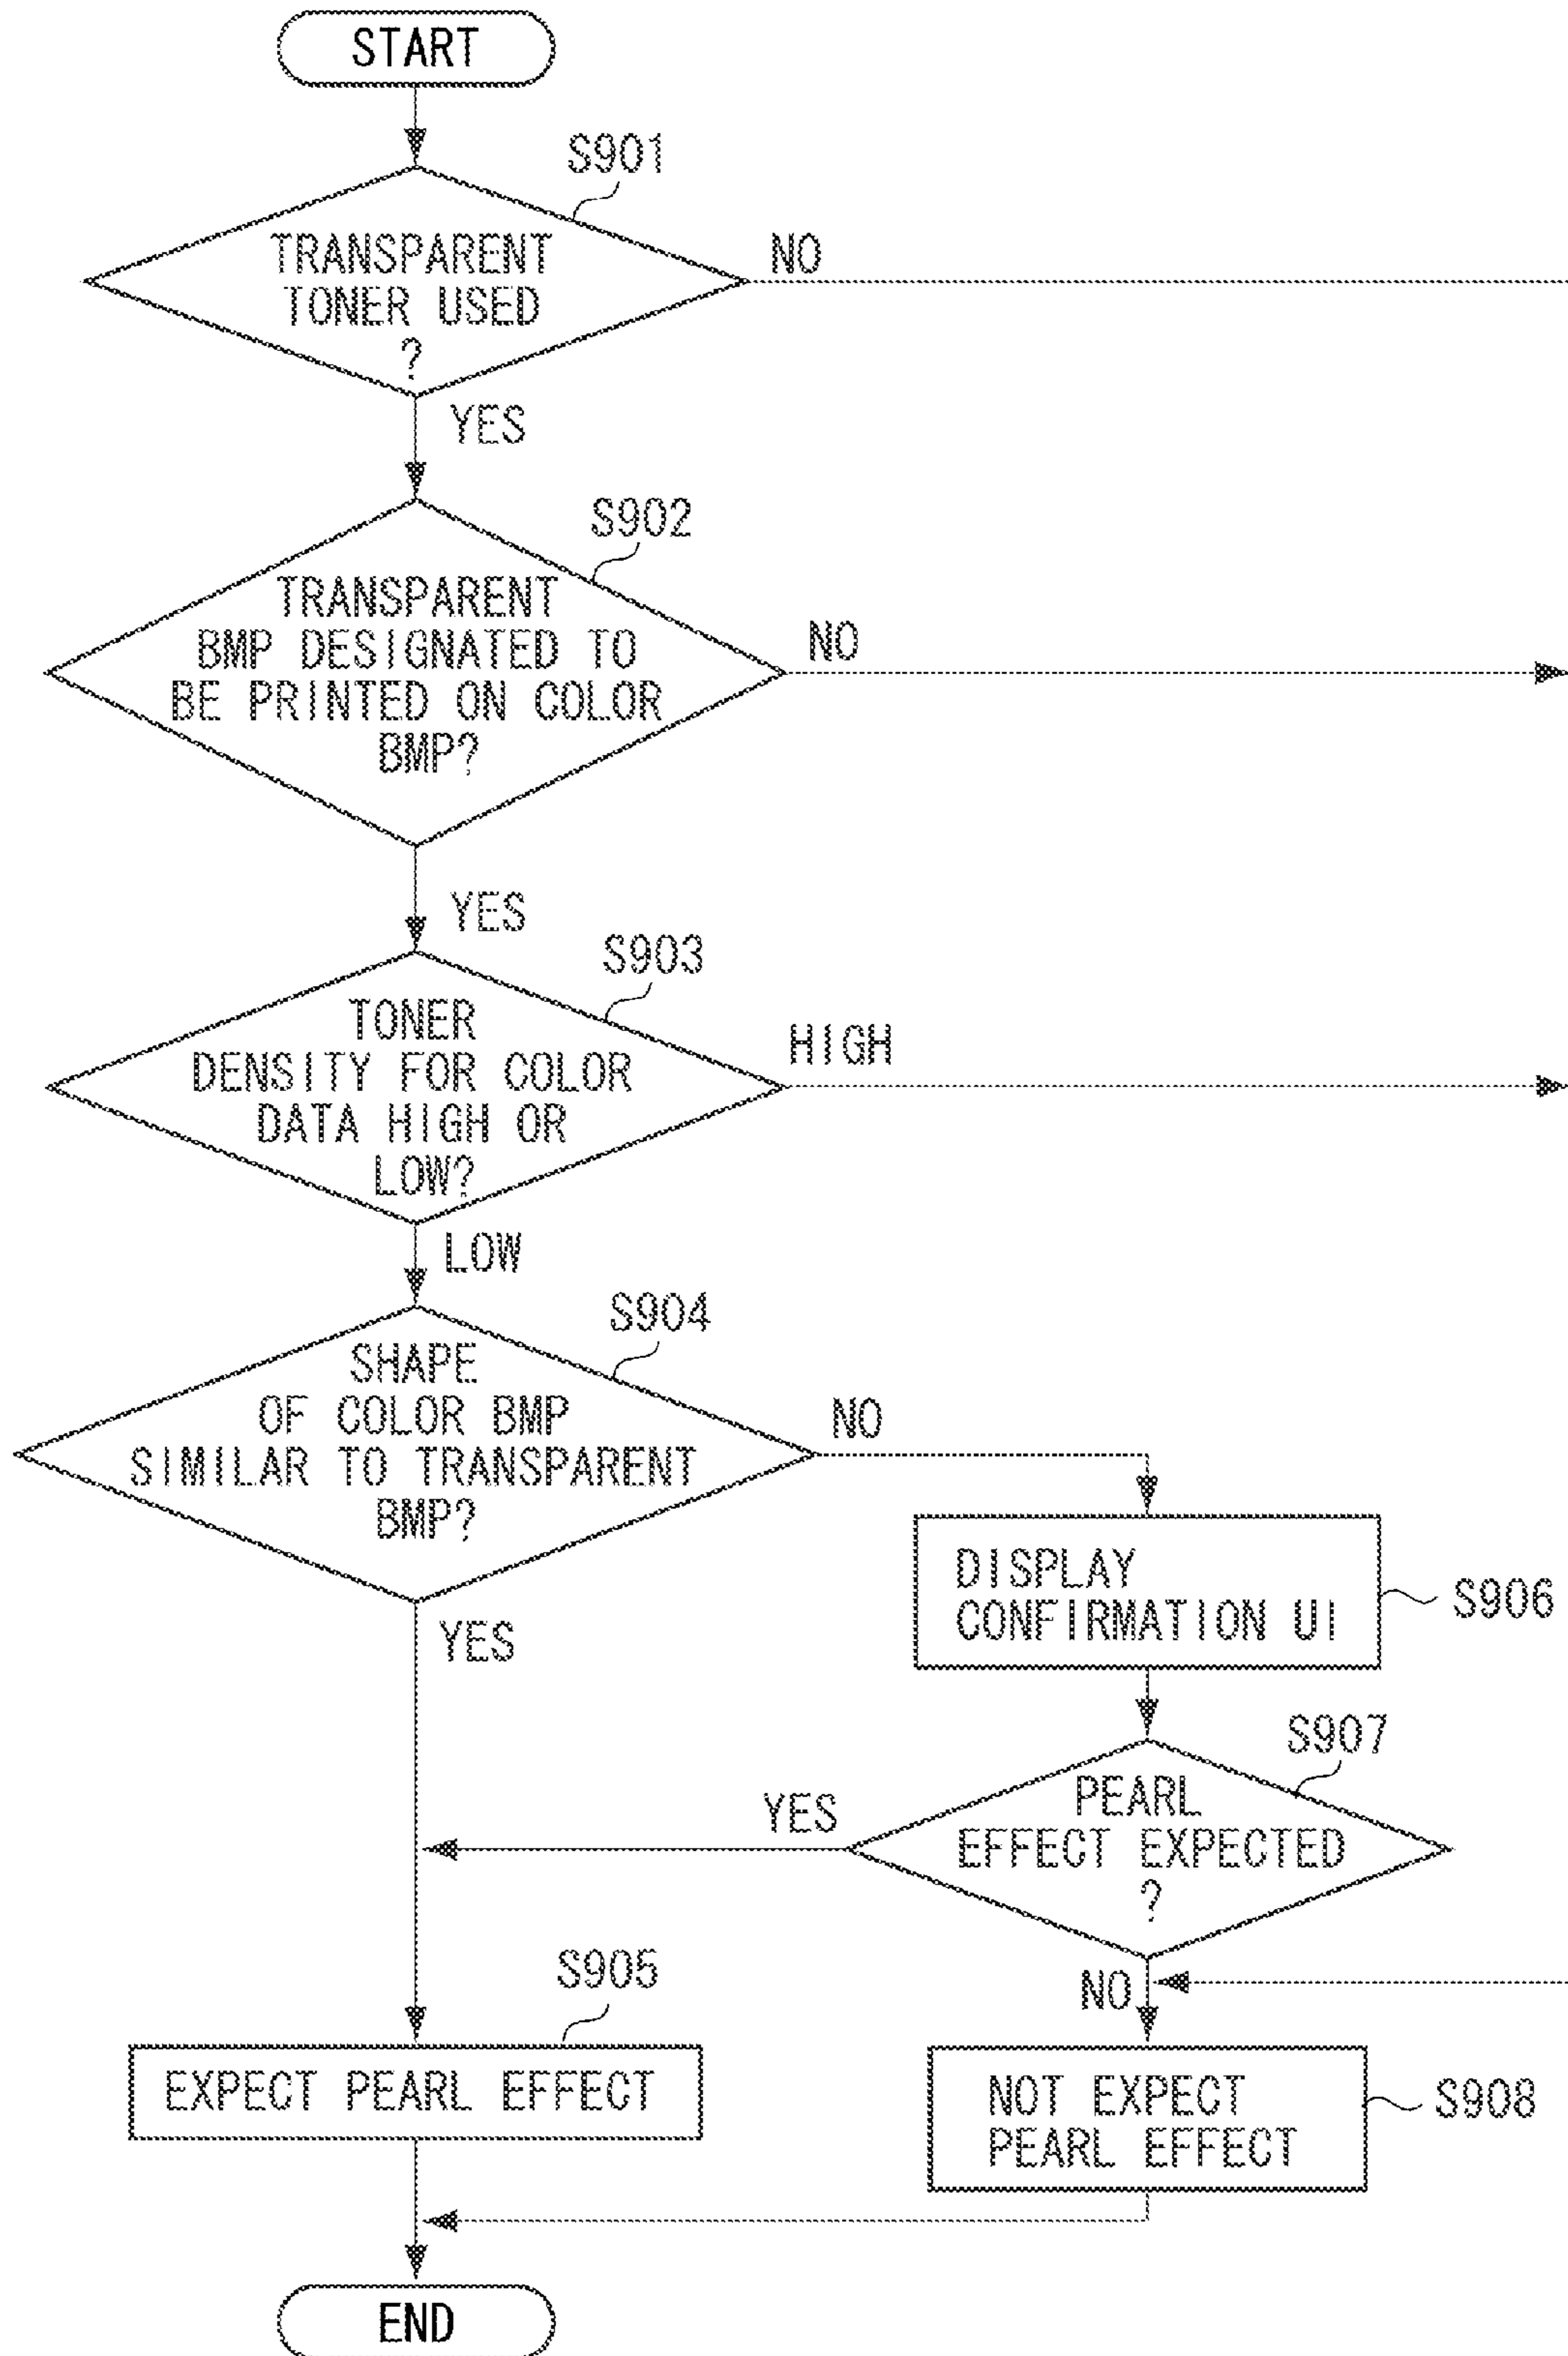 START
S901
TRANSPARENT
TONER USED
?
NO
YES
S902
TRANSPARENT
BMP DESIGNATED TO
BE PRINTED ON COLOR
BMP?
NO
YES
S903
TONER
DENSITY FOR COLOR
DATA HIGH OR
LOW?
HIGH
LOW
S904
SHAPE
OF COLOR BMP
SIMILAR TO TRANSPARENT
BMP?
NO
YES
DISPLAY
CONFIRMATION UI
S906
S907
PEARL
EFFECT EXPECTED
?
YES
NO
S905
EXPECT PEARL EFFECT
NOT EXPECT
PEARL EFFECT
S908
END